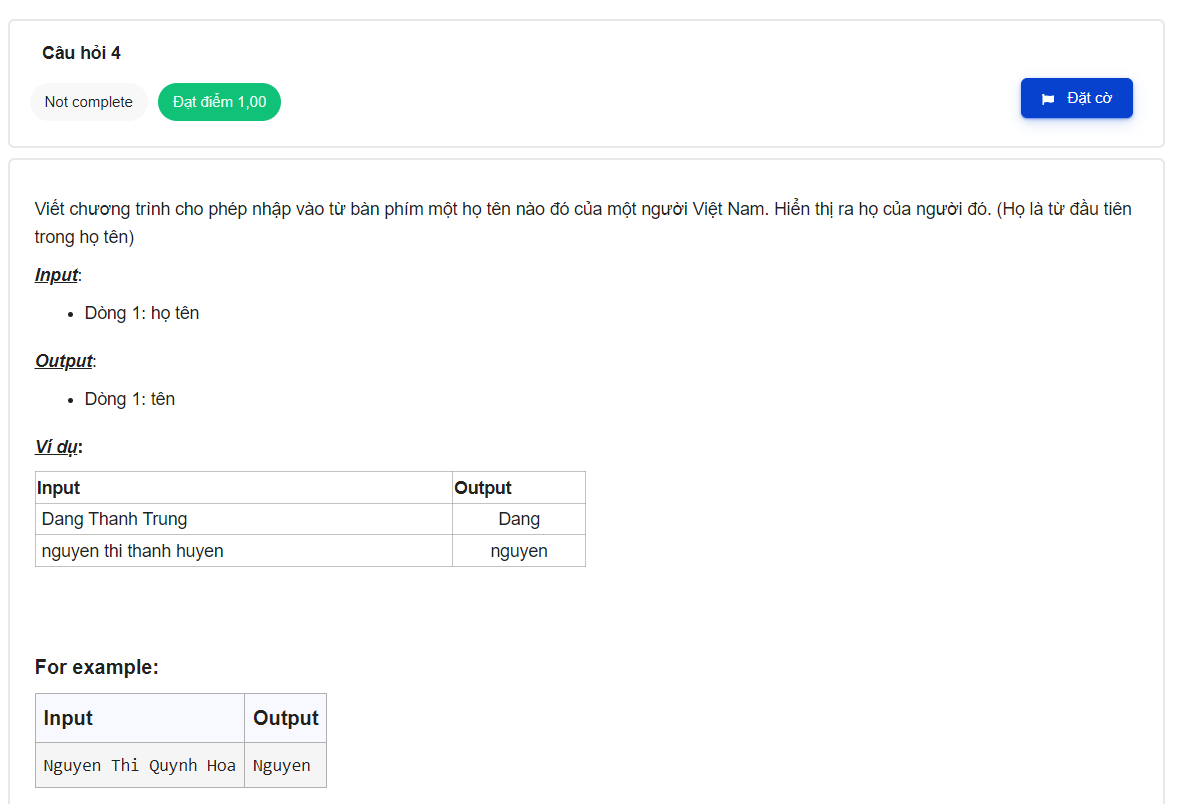 Câu hỏi 4
Not complete
Đạt điểm 1,00
Đặt cờ
Viết chương trình cho phép nhập vào từ bàn phím một họ tên nào đó của một người Việt Nam. Hiển thị ra họ của người đó. (Họ là từ đầu tiên
trong họ tên)
Input:
• Dòng 1: họ tên
Output:
• Dòng 1: tên
Ví dụ:
Input Output
Dang Thanh Trung Dang
nguyen thi thanh huyen nguyen
For example:
Input Output
Nguyen Thi Quynh Hoa Nguyen